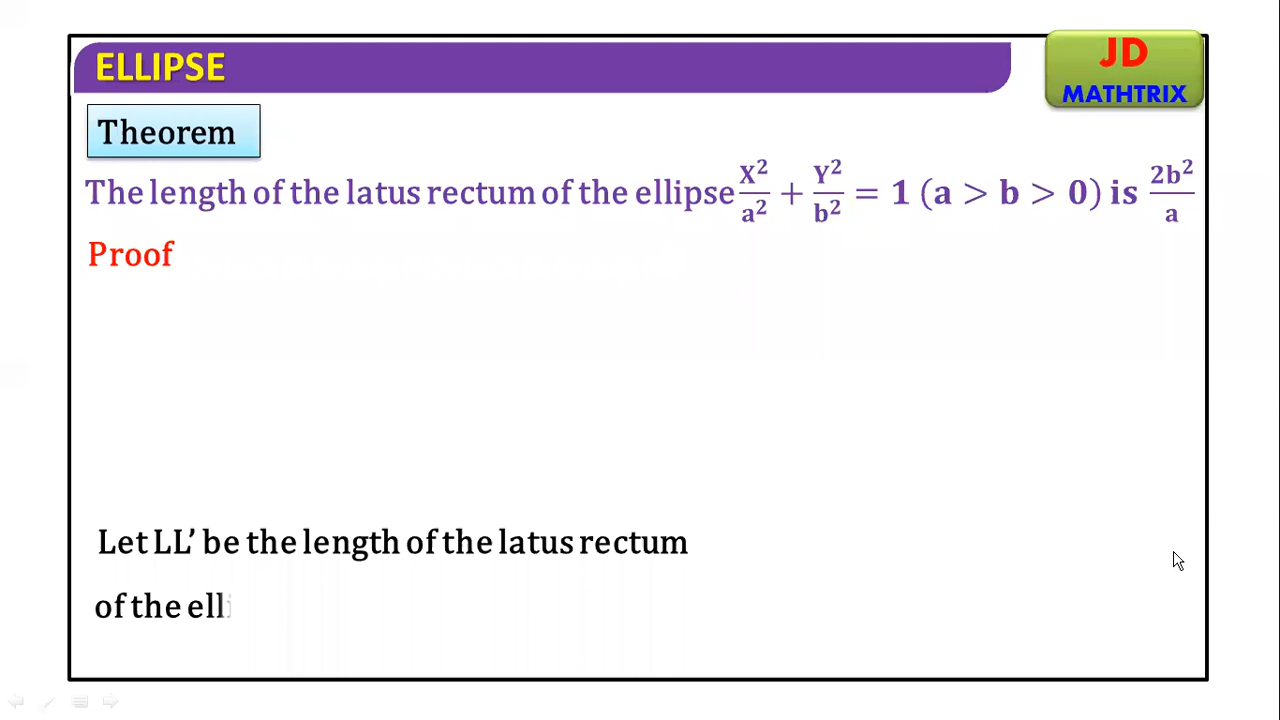 ELLIPSE
JD
MATHTRIX
Theorem
The length of the latus rectum of the ellipse X²/a² + Y²/b² = 1 (a > b > 0) is 2b²/a
Proof
Let LL’ be the length of the latus rectum
of the elli